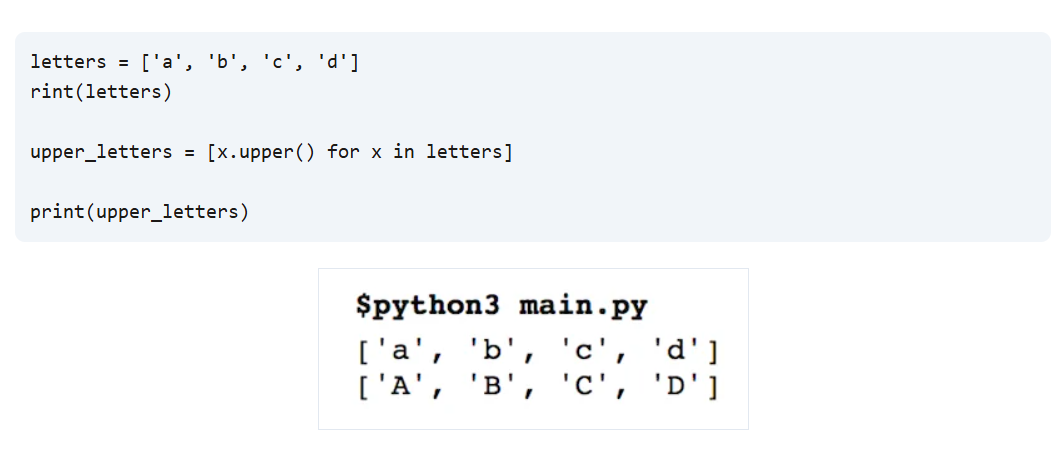 letters = ['a', 'b', 'c', 'd']
rint(letters)
upper_letters = [x.upper() for x in letters]
print(upper_letters)
$python3 main.py
['a', 'b', 'c', 'd']
['A', 'B', 'C', 'D']